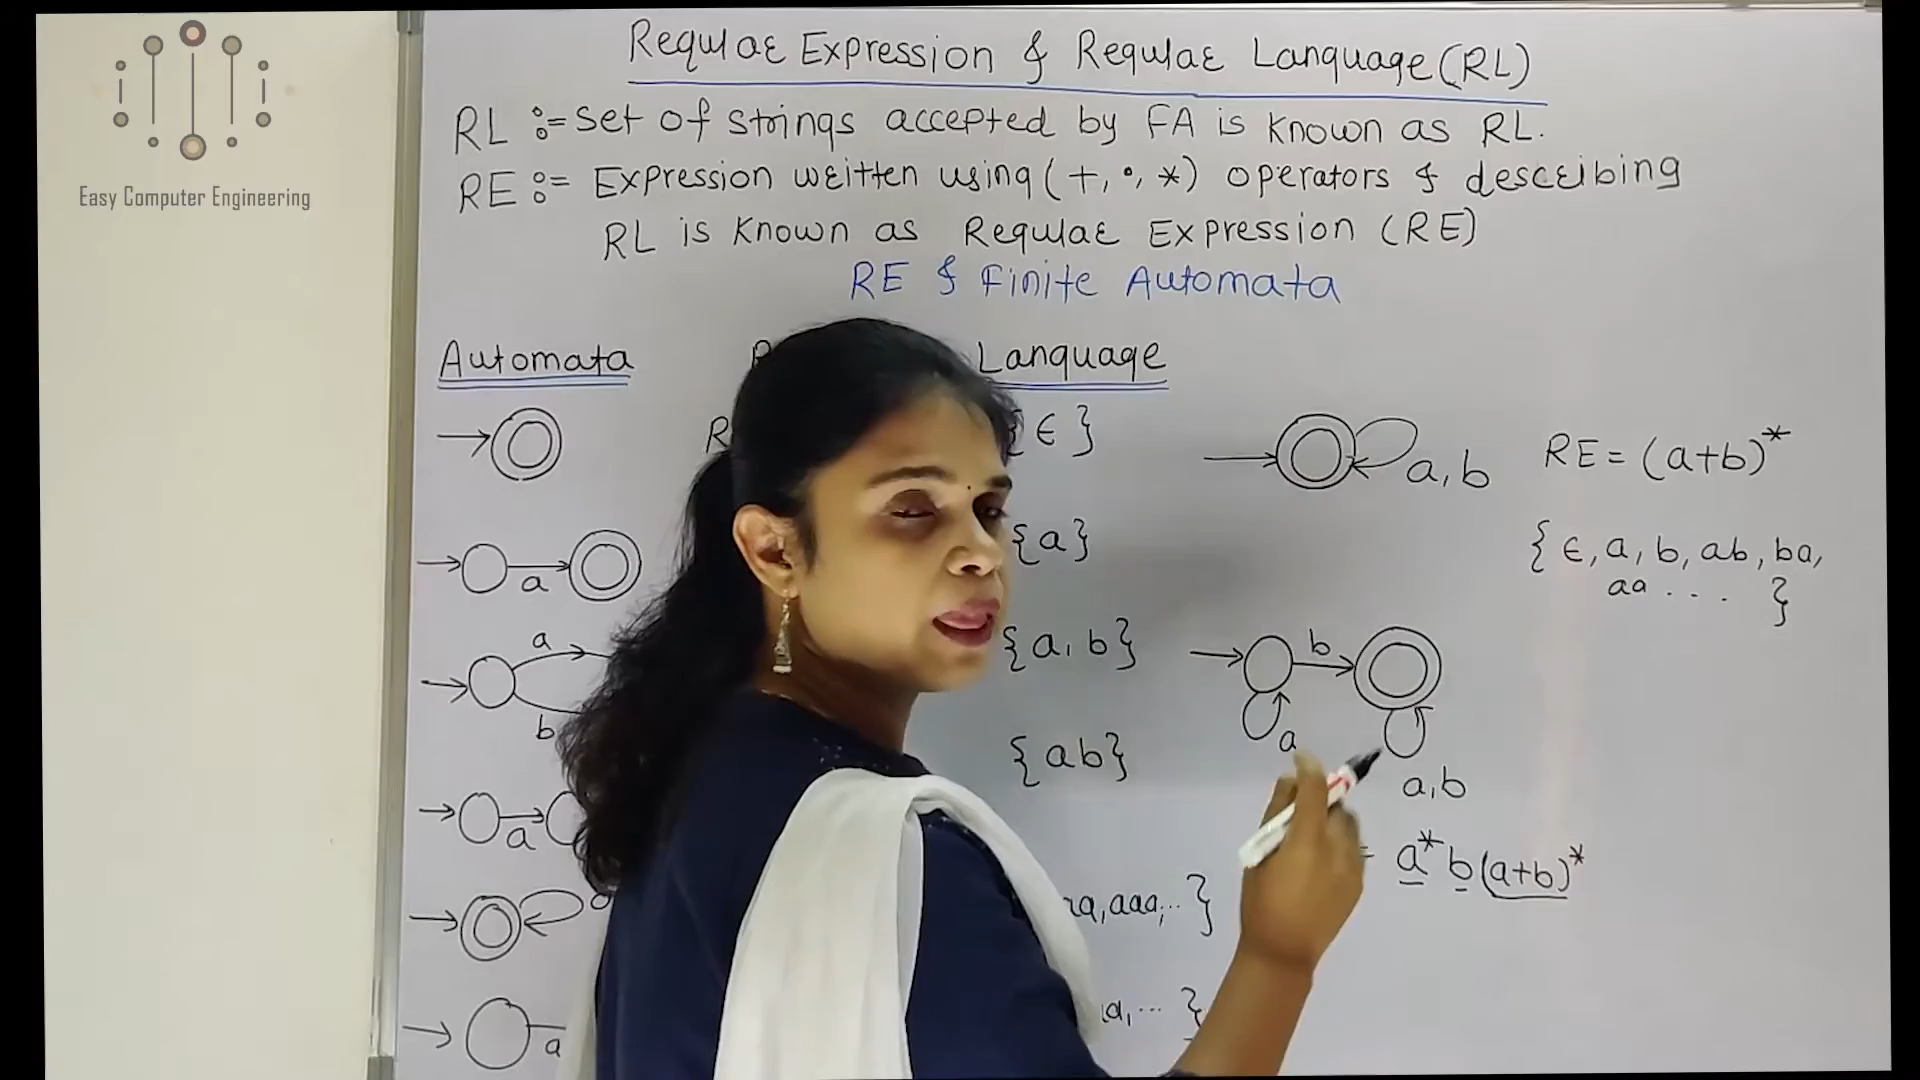 Easy Computer Engineering
Regular Expression & Regular Language (RL)
RL := set of strings accepted by FA is known as RL.
RE := Expression written using (+, •, *) operators & describing
RL is known as Regular Expression (RE)
RE & Finite Automata
Automata
Language
{ϵ}
a
{a}
a
b
{a, b}
a
{ab}
aaa, .. }
a
a, ... }
a, b
RE = (a+b)*
{ ϵ, a, b, ab, ba,
aa .... }
b
a
a, b
= a* b (a+b)*